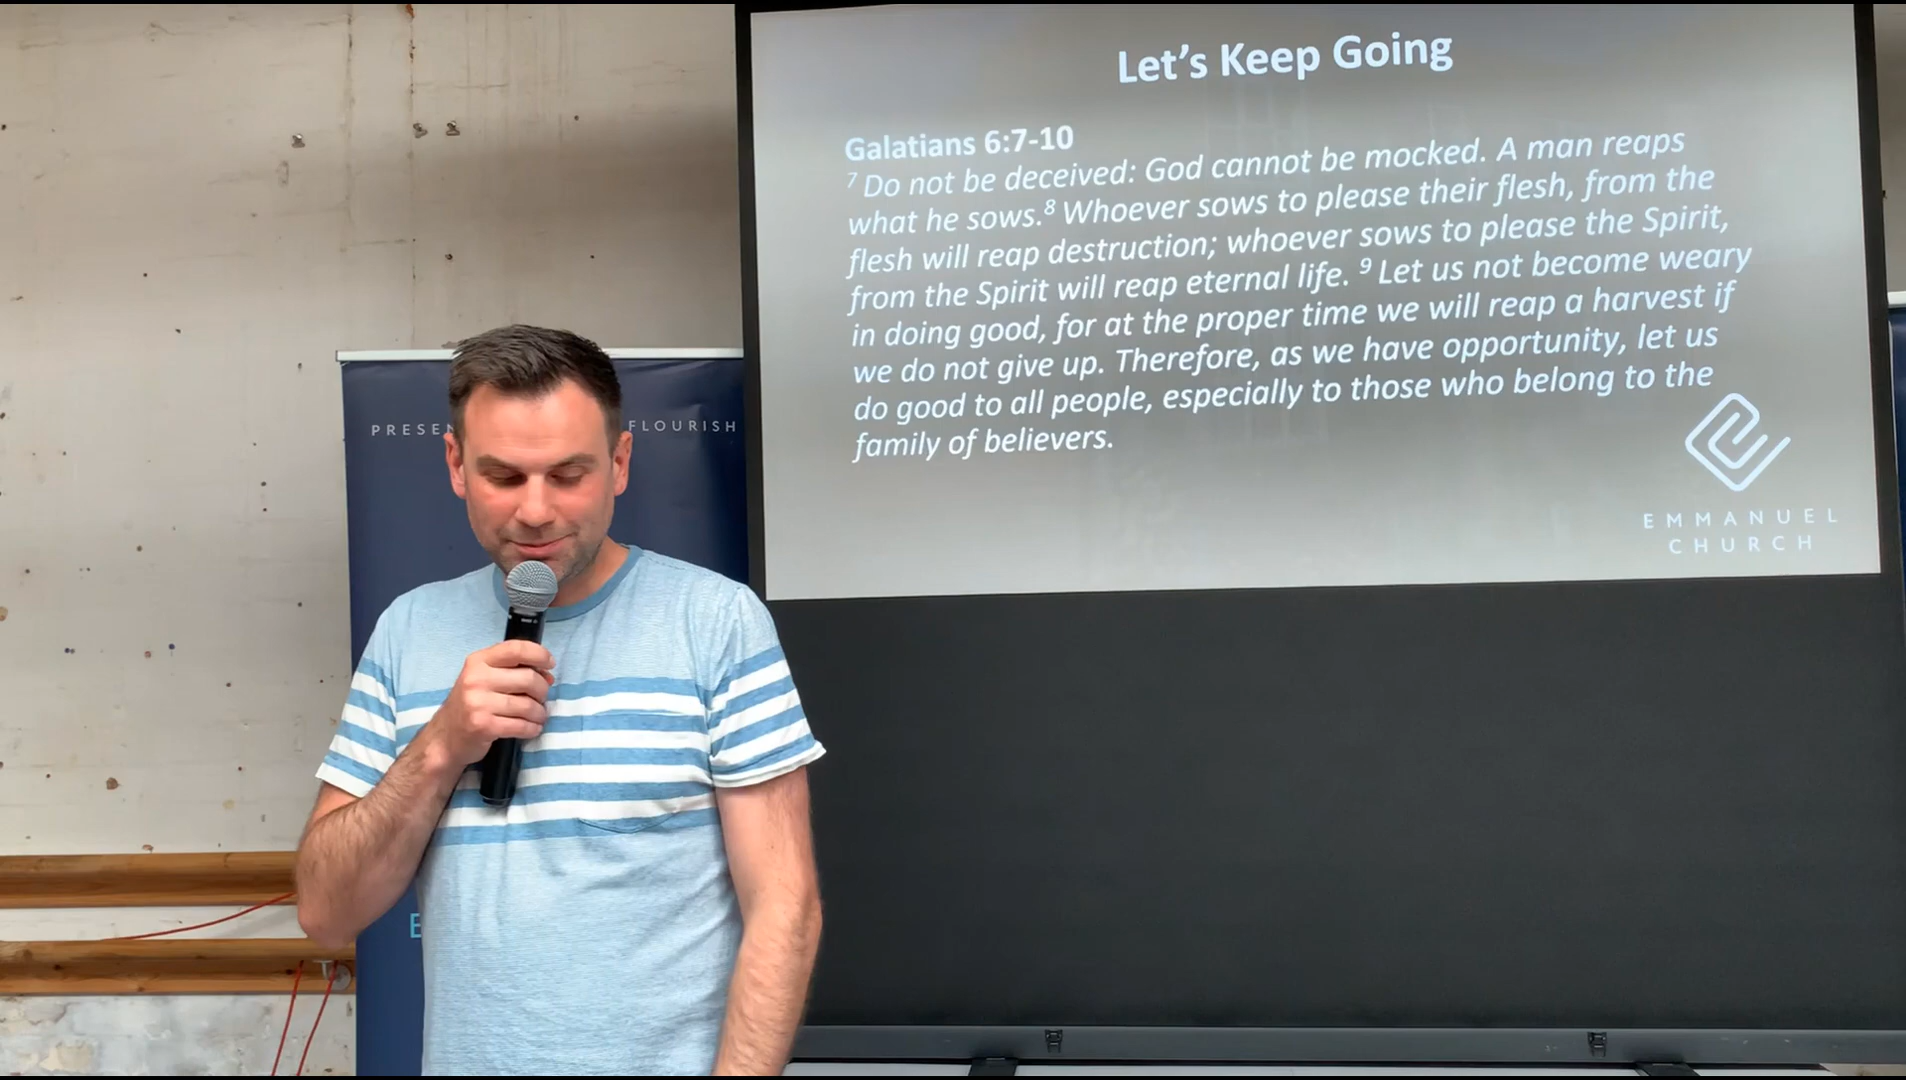 Let's Keep Going
Galatians 6:7-10
7 Do not be deceived: God cannot be mocked. A man reaps
what he sows.8 Whoever sows to please their flesh, from the
flesh will reap destruction; whoever sows to please the Spirit,
from the Spirit will reap eternal life. 9 Let us not become weary
in doing good, for at the proper time we will reap a harvest if
we do not give up. Therefore, as we have opportunity, let us
do good to all people, especially to those who belong to the
family of believers.
EMMANUEL
CHURCH
FLOURISH